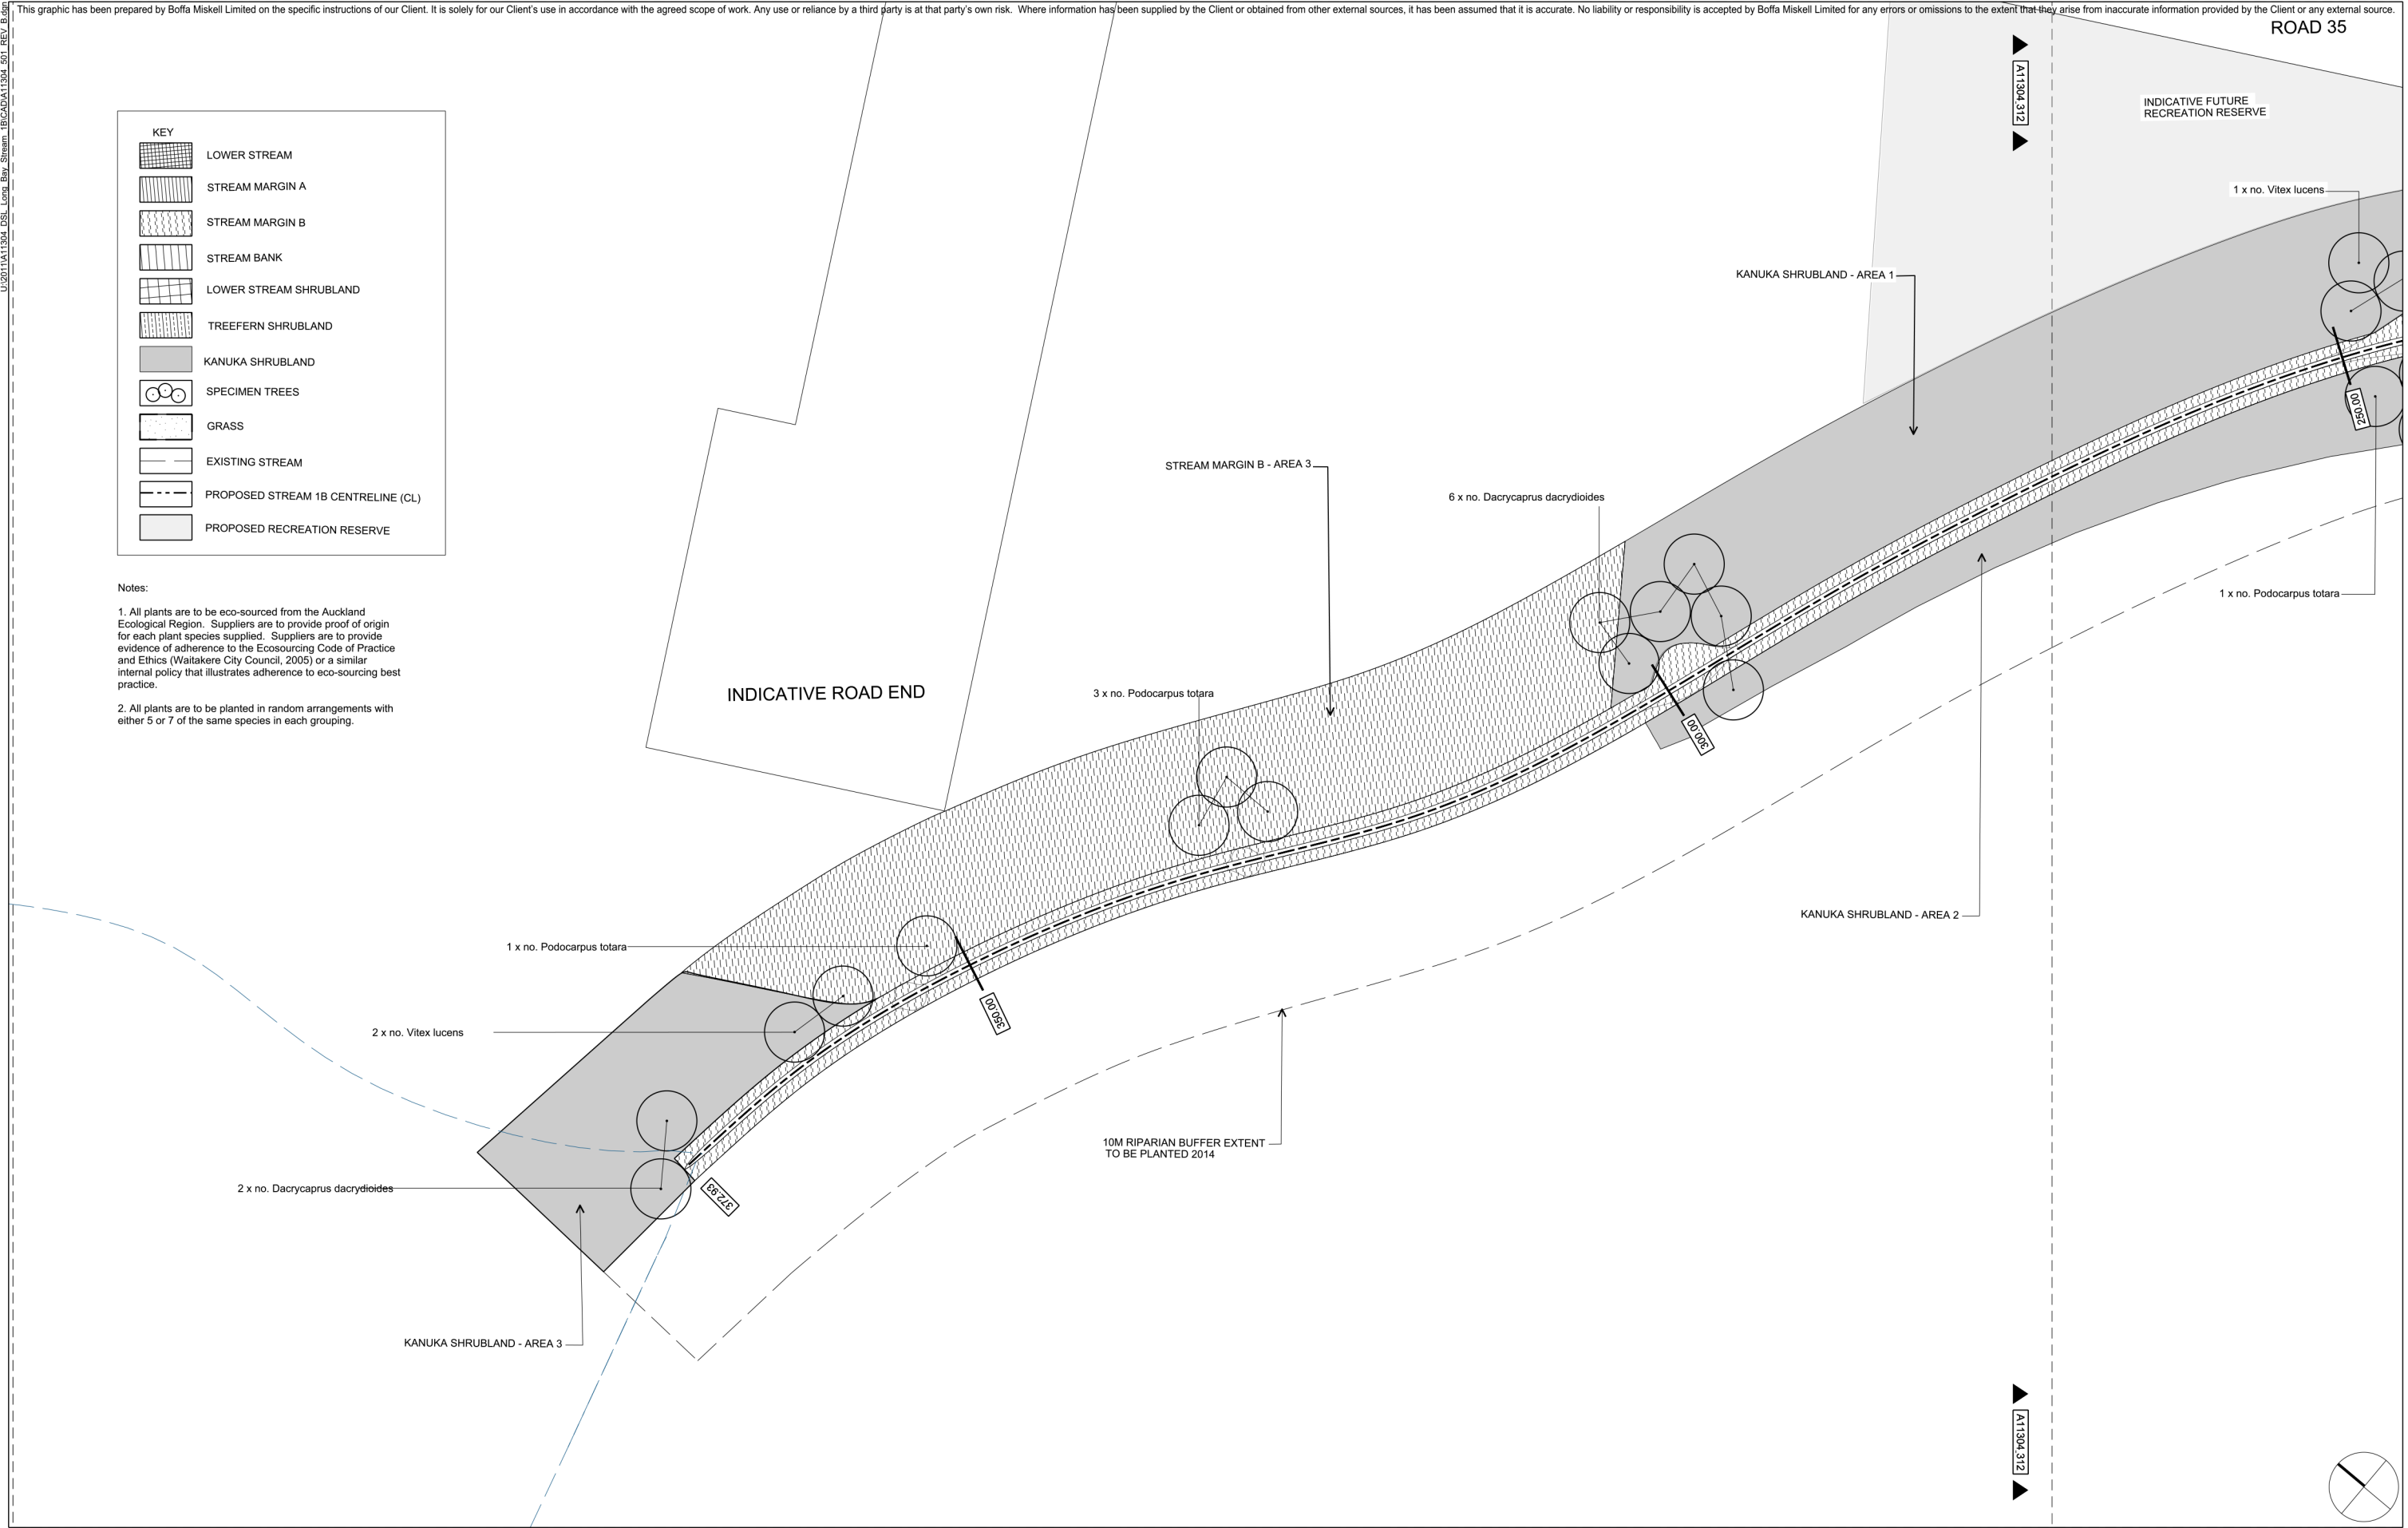 This graphic has been prepared by Boffa Miskell Limited on the specific instructions of our Client. It is solely for our Client's use in accordance with the agreed scope of work. Any use or reliance by a third party is at that party's own risk.  Where information has been supplied by the Client or obtained from other external sources, it has been assumed that it is accurate. No liability or responsibility is accepted by Boffa Miskell Limited for any errors or omissions to the extent that they arise from inaccurate information provided by the Client or any external source.
U:\2011\A11304_DSL_Long_Bay_Stream_1B\CAD\A11304_501_REV_B.dgn
ROAD 35
A11304_312
INDICATIVE FUTURE
RECREATION RESERVE
KEY
LOWER STREAM
STREAM MARGIN A
STREAM MARGIN B
STREAM BANK
LOWER STREAM SHRUBLAND
TREEFERN SHRUBLAND
KANUKA SHRUBLAND
SPECIMEN TREES
GRASS
EXISTING STREAM
PROPOSED STREAM 1B CENTRELINE (CL)
PROPOSED RECREATION RESERVE
Notes:
1. All plants are to be eco-sourced from the Auckland
Ecological Region.  Suppliers are to provide proof of origin
for each plant species supplied.  Suppliers are to provide
evidence of adherence to the Ecosourcing Code of Practice
and Ethics (Waitakere City Council, 2005) or a similar
internal policy that illustrates adherence to eco-sourcing best
practice.
2. All plants are to be planted in random arrangements with
either 5 or 7 of the same species in each grouping.
1 x no. Vitex lucens
KANUKA SHRUBLAND - AREA 1
250.00
STREAM MARGIN B - AREA 3
6 x no. Dacrycaprus dacrydioides
1 x no. Podocarpus totara
INDICATIVE ROAD END
3 x no. Podocarpus totara
300.00
KANUKA SHRUBLAND - AREA 2
1 x no. Podocarpus totara
350.00
2 x no. Vitex lucens
10M RIPARIAN BUFFER EXTENT
TO BE PLANTED 2014
2 x no. Dacrycaprus dacrydioides
372.93
KANUKA SHRUBLAND - AREA 3
A11304_312